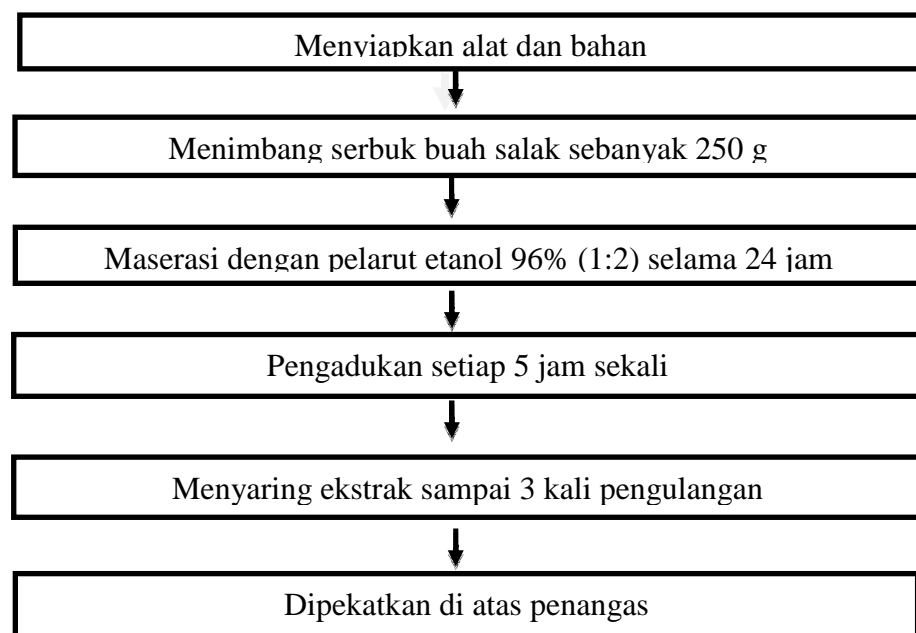 Menyiapkan alat dan bahan
Menimbang serbuk buah salak sebanyak 250 g
Maserasi dengan pelarut etanol 96% (1:2) selama 24 jam
Pengadukan setiap 5 jam sekali
Menyaring ekstrak sampai 3 kali pengulangan
Dipekatkan di atas penangas